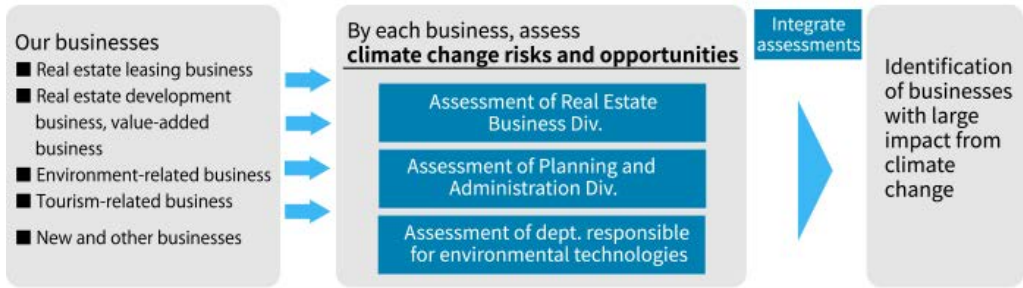 Our businesses
■ Real estate leasing business
■ Real estate development
business, value-added
business
■ Environment-related business
■ Tourism-related business
■ New and other businesses
By each business, assess
climate change risks and opportunities
Assessment of Real Estate
Business Div.
Assessment of Planning and
Administration Div.
Assessment of dept. responsible
for environmental technologies
Integrate
assessments
Identification
of businesses
with large
impact from
climate
change